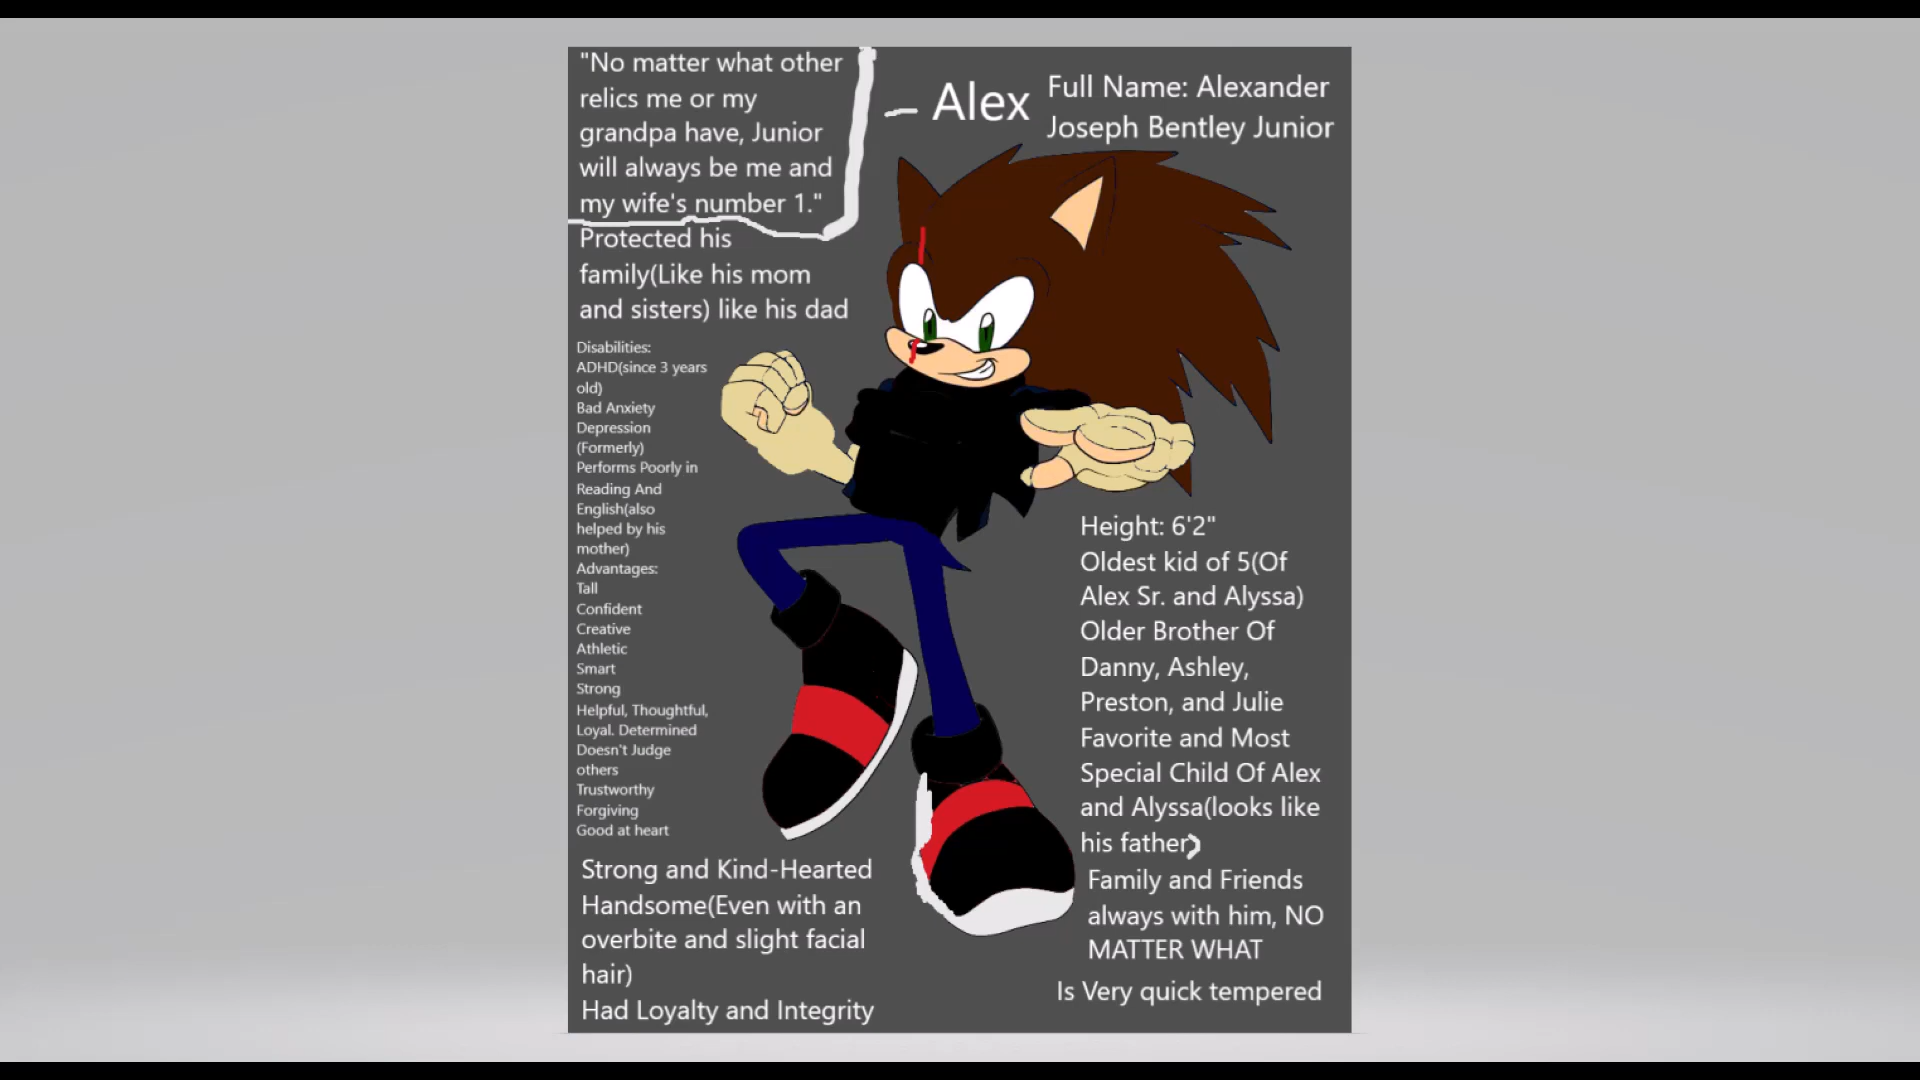 "No matter what other
relics me or my
grandpa have, Junior
will always be me and
my wife's number 1."
– Alex
Full Name: Alexander
Joseph Bentley Junior
Protected his
family(Like his mom
and sisters) like his dad
Disabilities:
ADHD(since 3 years
old)
Bad Anxiety
Depression
(Formerly)
Performs Poorly in
Reading And
English(also
helped by his
mother)
Advantages:
Tall
Confident
Creative
Athletic
Smart
Strong
Helpful, Thoughtful,
Loyal. Determined
Doesn't Judge
others
Trustworthy
Forgiving
Good at heart
Strong and Kind-Hearted
Handsome(Even with an
overbite and slight facial
hair)
Had Loyalty and Integrity
Height: 6'2"
Oldest kid of 5(Of
Alex Sr. and Alyssa)
Older Brother Of
Danny, Ashley,
Preston, and Julie
Favorite and Most
Special Child Of Alex
and Alyssa(looks like
his father)
Family and Friends
always with him, NO
MATTER WHAT
Is Very quick tempered